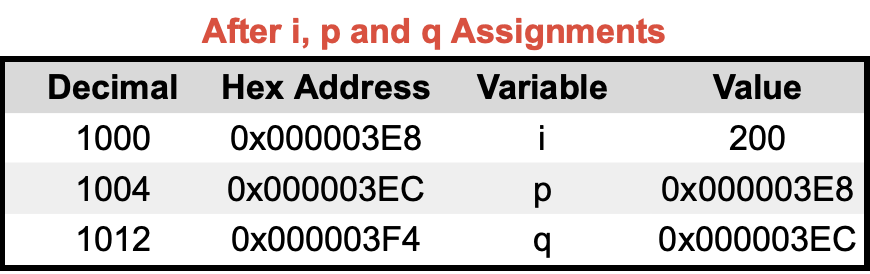 After i, p and q Assignments
Decimal Hex Address Variable Value
1000 0x000003E8 i 200
1004 0x000003EC p 0x000003E8
1012 0x000003F4 q 0x000003EC